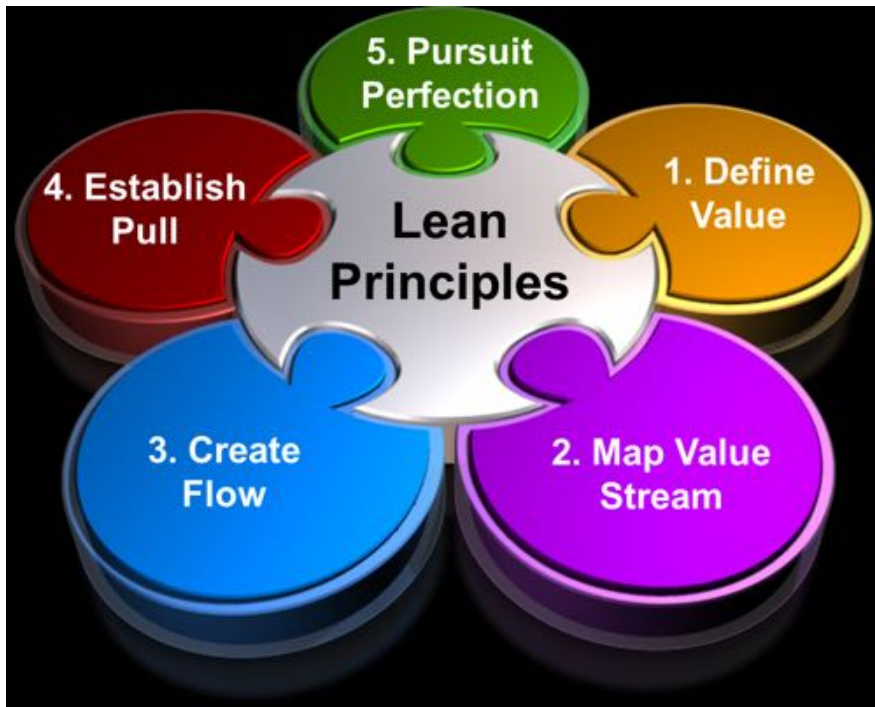 Lean
Principles
1. Define
Value
2. Map Value
Stream
3. Create
Flow
4. Establish
Pull
5. Pursuit
Perfection